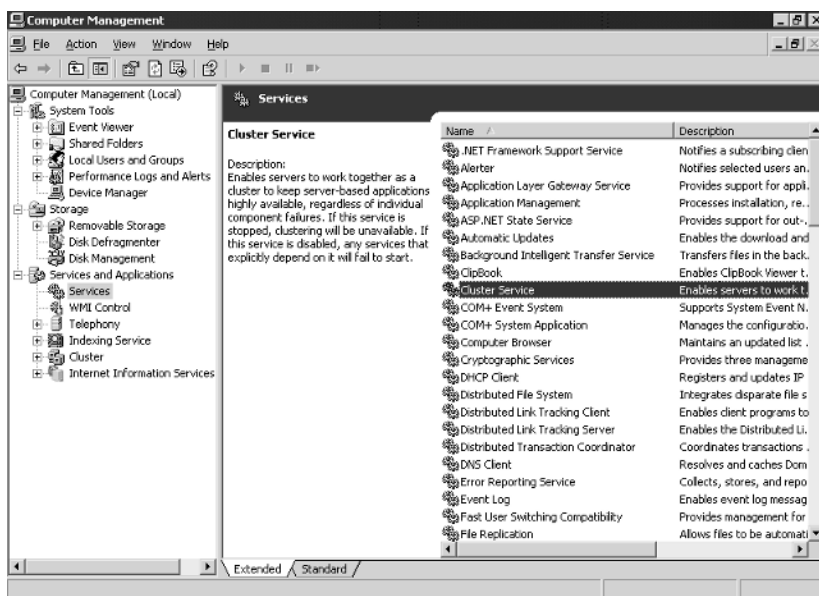 Computer Management
File Action View Window Help
Computer Management (Local)
System Tools
Event Viewer
Shared Folders
Local Users and Groups
Performance Logs and Alerts
Device Manager
Storage
Removable Storage
Disk Defragmenter
Disk Management
Services and Applications
Services
WMI Control
Telephony
Indexing Service
Cluster
Internet Information Services
Services
Cluster Service
Description:
Enables servers to work together as a
cluster to keep server-based applications
highly available, regardless of individual
component failures. If this service is
stopped, clustering will be unavailable. If
this service is disabled, any services that
explicitly depend on it will fail to start.
Name Description
.NET Framework Support Service Notifies a subscribing clien
Alerter Notifies selected users an.
Application Layer Gateway Service Provides support for appli.
Application Management Processes installation, re..
ASP.NET State Service Provides support for out-.
Automatic Updates Enables the download and
Background Intelligent Transfer Service Transfers files in the back.
ClipBook Enables ClipBook Viewer t.
Cluster Service Enables servers to work t.
COM+ Event System Supports System Event N.
COM+ System Application Manages the configuratio.
Computer Browser Maintains an updated list .
Cryptographic Services Provides three manageme
DHCP Client Registers and updates IP
Distributed File System Integrates disparate file s
Distributed Link Tracking Client Enables client programs to
Distributed Link Tracking Server Enables the Distributed Li.
Distributed Transaction Coordinator Coordinates transactions .
DNS Client Resolves and caches Dom
Error Reporting Service Collects, stores, and repo
Event Log Enables event log messag
Fast User Switching Compatibility Provides management for
File Replication Allows files to be automati
Extended Standard